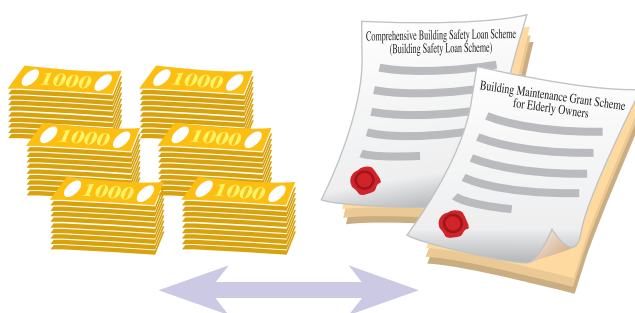 1000
1000
1000
1000
1000
1000
Comprehensive Building Safety Loan Scheme
(Building Safety Loan Scheme)
Building Maintenance Grant Scheme
for Elderly Owners